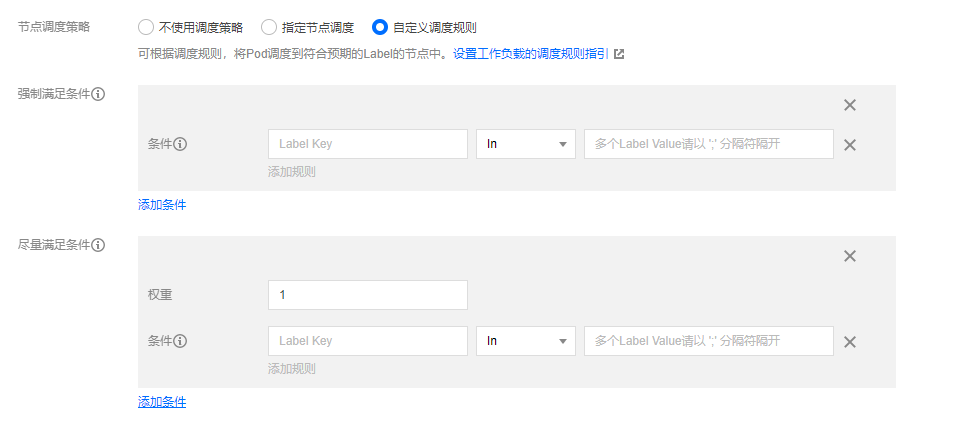 节点调度策略 不使用调度策略 指定节点调度 自定义调度规则
可根据调度规则，将Pod调度到符合预期的Label的节点中。设置工作负载的调度规则指引
强制满足条件
条件 Label Key In 多个Label Value请以 ';' 分隔符隔开
添加规则
添加条件
尽量满足条件
权重 1
条件 Label Key In 多个Label Value请以 ';' 分隔符隔开
添加规则
添加条件